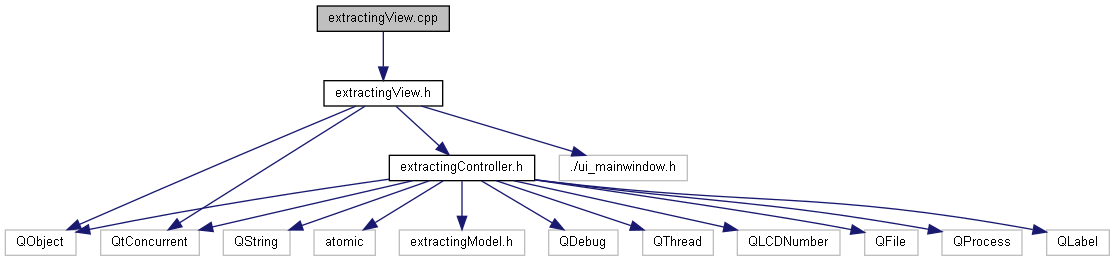 extractingView.cpp
extractingView.h
extractingController.h
./ui_mainwindow.h
QObject
QtConcurrent
QString
atomic
extractingModel.h
QDebug
QThread
QLCDNumber
QFile
QProcess
QLabel